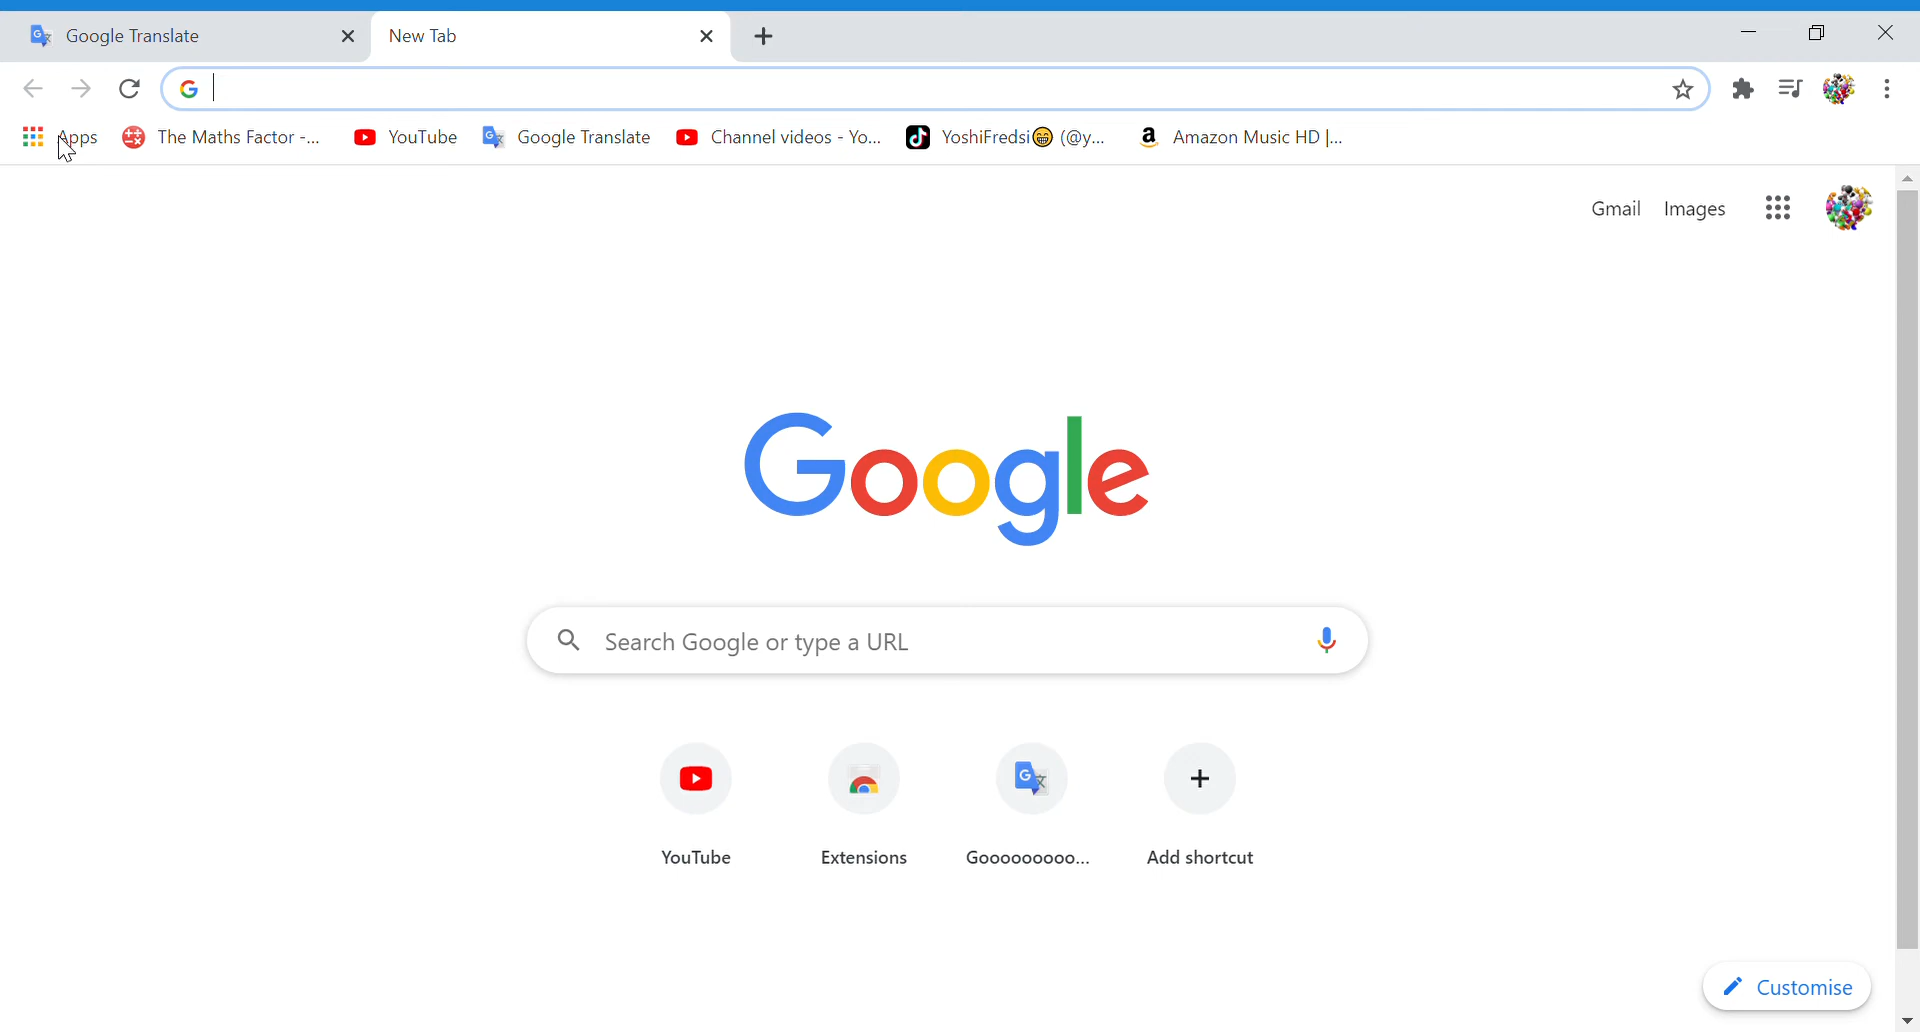 Google Translate
New Tab
Apps
The Maths Factor -...
YouTube
Google Translate
Channel videos - Yo...
YoshiFredsi😁 (@y...
Amazon Music HD |...
Gmail
Images
Google
Search Google or type a URL
YouTube
Extensions
Gooooooooo...
Add shortcut
Customise